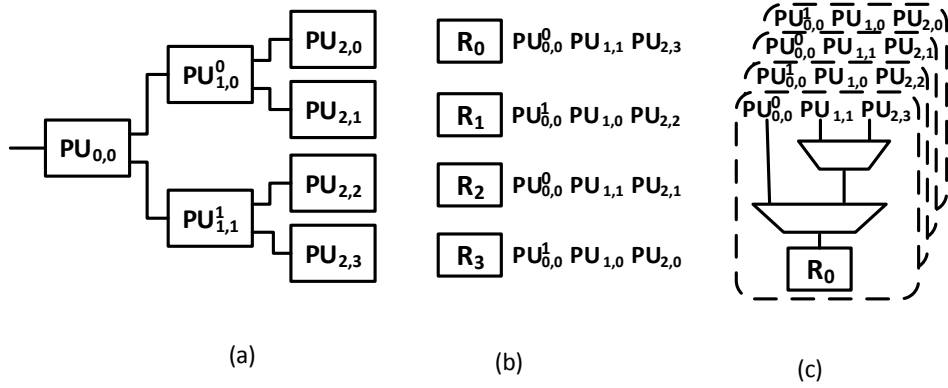 PU2,0
PU⁰1,0
PU2,1
PU0,0
PU2,2
PU¹1,1
PU2,3
(a)
R0 PU⁰0,0 PU1,1 PU2,3
R1 PU¹0,0 PU1,0 PU2,2
R2 PU⁰0,0 PU1,1 PU2,1
R3 PU¹0,0 PU1,0 PU2,0
(b)
PU¹0,0 PU1,0 PU2,0
PU⁰0,0 PU1,1 PU2,1
PU¹0,0 PU1,0 PU2,2
PU⁰0,0 PU1,1 PU2,3
R0
(c)